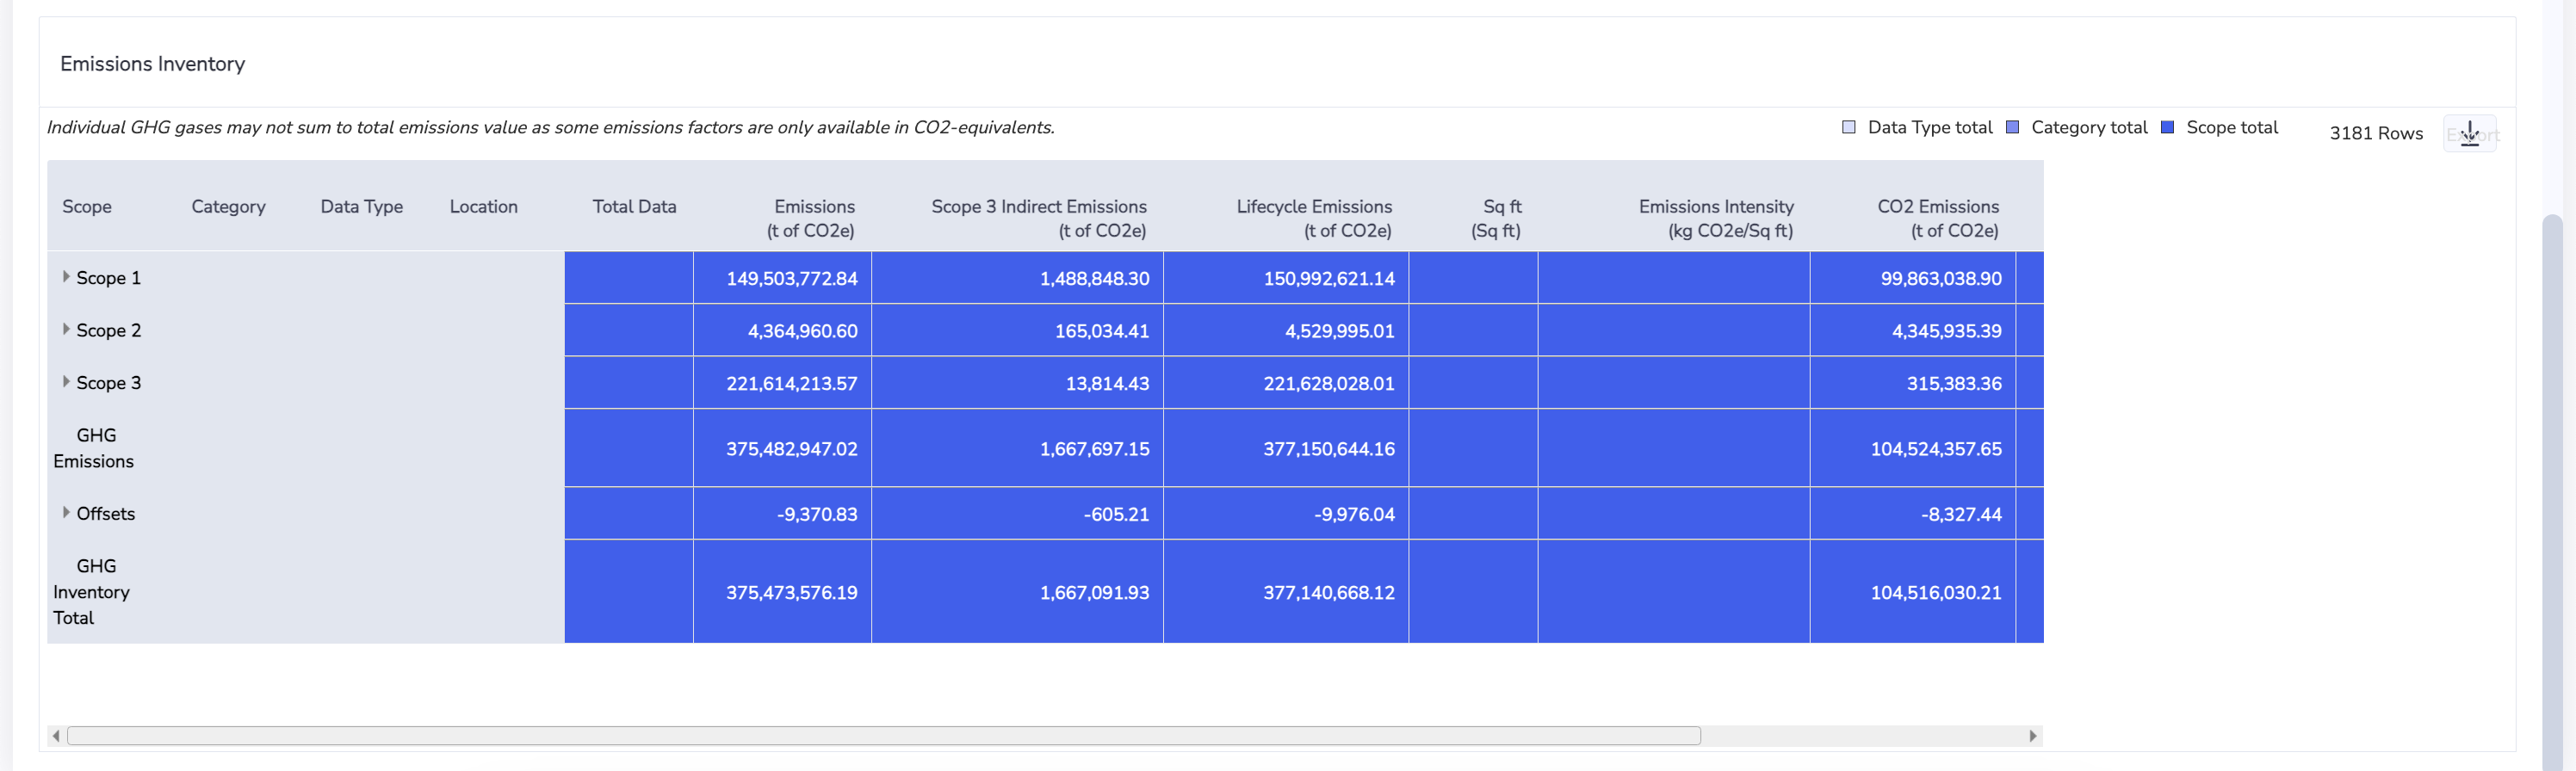 Emissions Inventory
Individual GHG gases may not sum to total emissions value as some emissions factors are only available in CO2-equivalents.
Data Type total Category total Scope total 3181 Rows Export
Scope Category Data Type Location Total Data Emissions (t of CO2e) Scope 3 Indirect Emissions (t of CO2e) Lifecycle Emissions (t of CO2e) Sq ft (Sq ft) Emissions Intensity (kg CO2e/Sq ft) CO2 Emissions (t of CO2e)
Scope 1 149,503,772.84 1,488,848.30 150,992,621.14 99,863,038.90
Scope 2 4,364,960.60 165,034.41 4,529,995.01 4,345,935.39
Scope 3 221,614,213.57 13,814.43 221,628,028.01 315,383.36
GHG Emissions 375,482,947.02 1,667,697.15 377,150,644.16 104,524,357.65
Offsets -9,370.83 -605.21 -9,976.04 -8,327.44
GHG Inventory Total 375,473,576.19 1,667,091.93 377,140,668.12 104,516,030.21